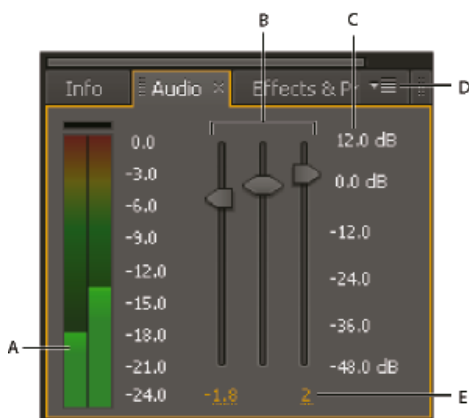 B
C
Info
Audio ×
Effects & Pr
D
0.0
-3.0
-6.0
-9.0
-12.0
-15.0
-18.0
-21.0
-24.0
12.0 dB
0.0 dB
-12.0
-24.0
-36.0
-48.0 dB
A
-1.8
2
E